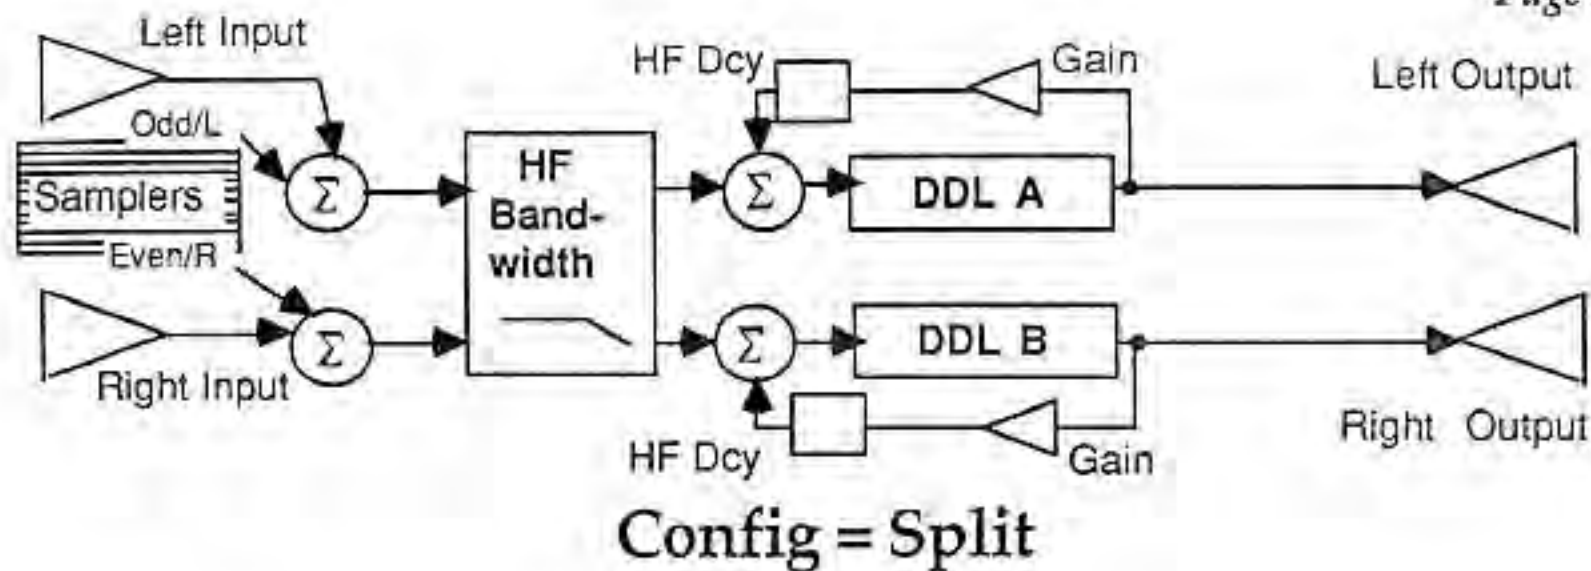 Page
Left Input
HF Dcy
Gain
Left Output
Odd/L
Samplers
Even/R
Σ
HF
Band-
width
Σ
DDL A
Σ
Σ
DDL B
Right Input
HF Dcy
Gain
Right Output
Config = Split